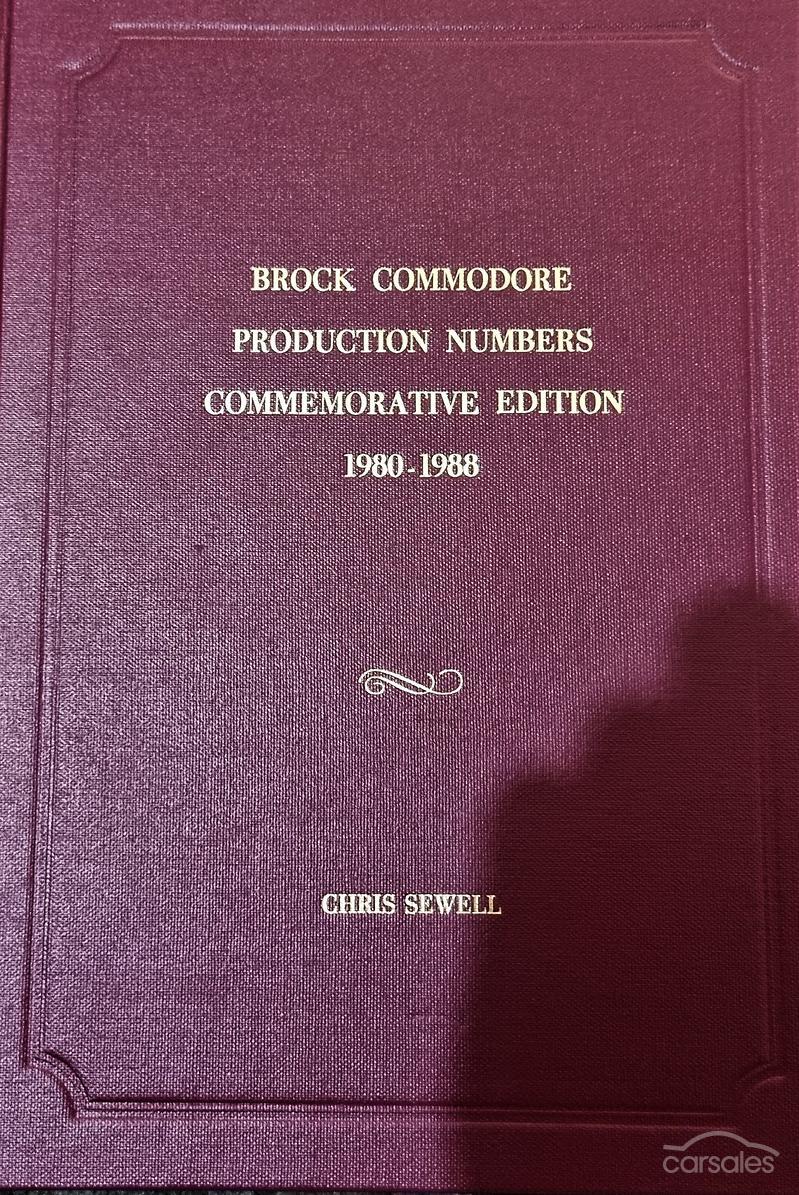 BROCK COMMODORE
PRODUCTION NUMBERS
COMMEMORATIVE EDITION
1980-1988
CHRIS SEWELL
carsales